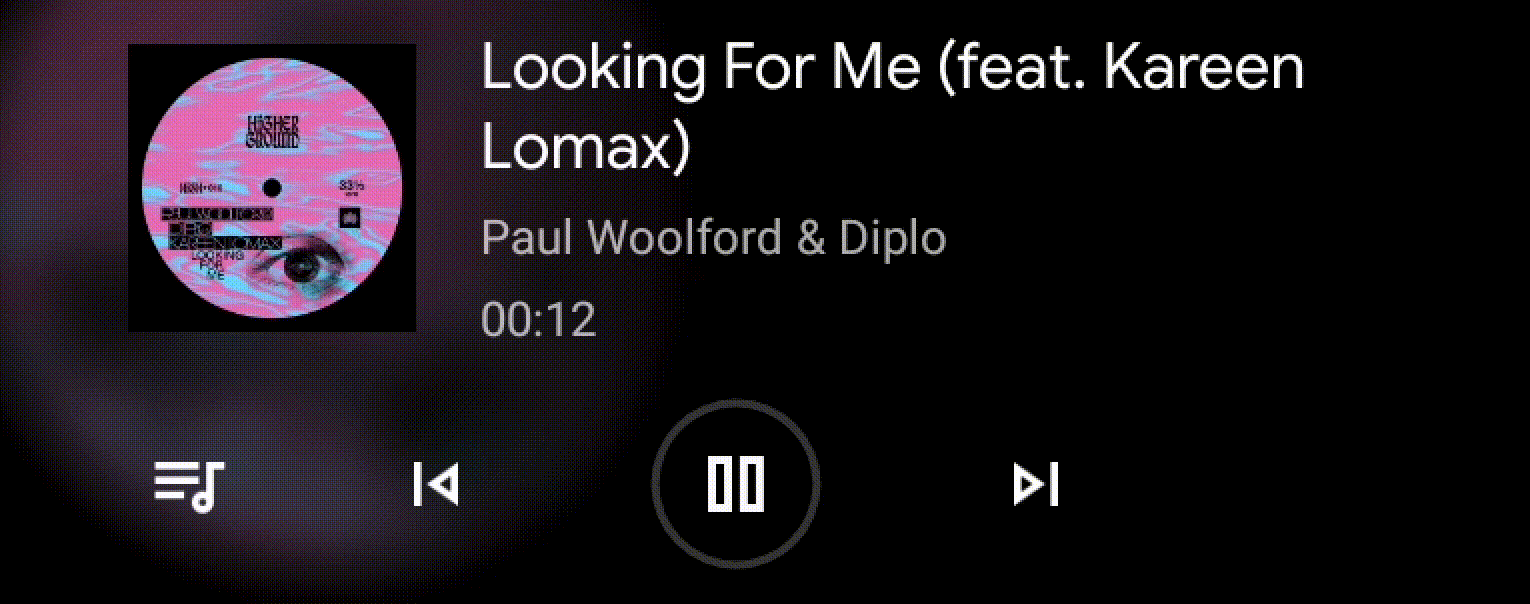 Looking For Me (feat. Kareen
Lomax)
Paul Woolford & Diplo
00:12
HIGHER
GROUND
33⅓
PAUL WOOLFORD
DIPLO
KAREEN LOMAX
LOOKING
FOR
ME